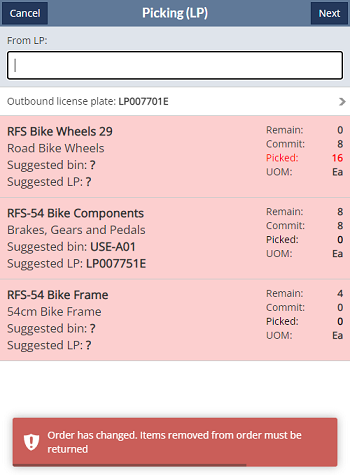 Cancel Picking (LP) Next
From LP:
Outbound license plate: LP007701E
RFS Bike Wheels 29
Road Bike Wheels
Suggested bin: ?
Suggested LP: ?
Remain: 0
Commit: 8
Picked: 16
UOM: Ea
RFS-54 Bike Components
Brakes, Gears and Pedals
Suggested bin: USE-A01
Suggested LP: LP007751E
Remain: 8
Commit: 8
Picked: 0
UOM: Ea
RFS-54 Bike Frame
54cm Bike Frame
Suggested bin: ?
Suggested LP: ?
Remain: 4
Commit: 0
Picked: 0
UOM: Ea
Order has changed. Items removed from order must be
returned